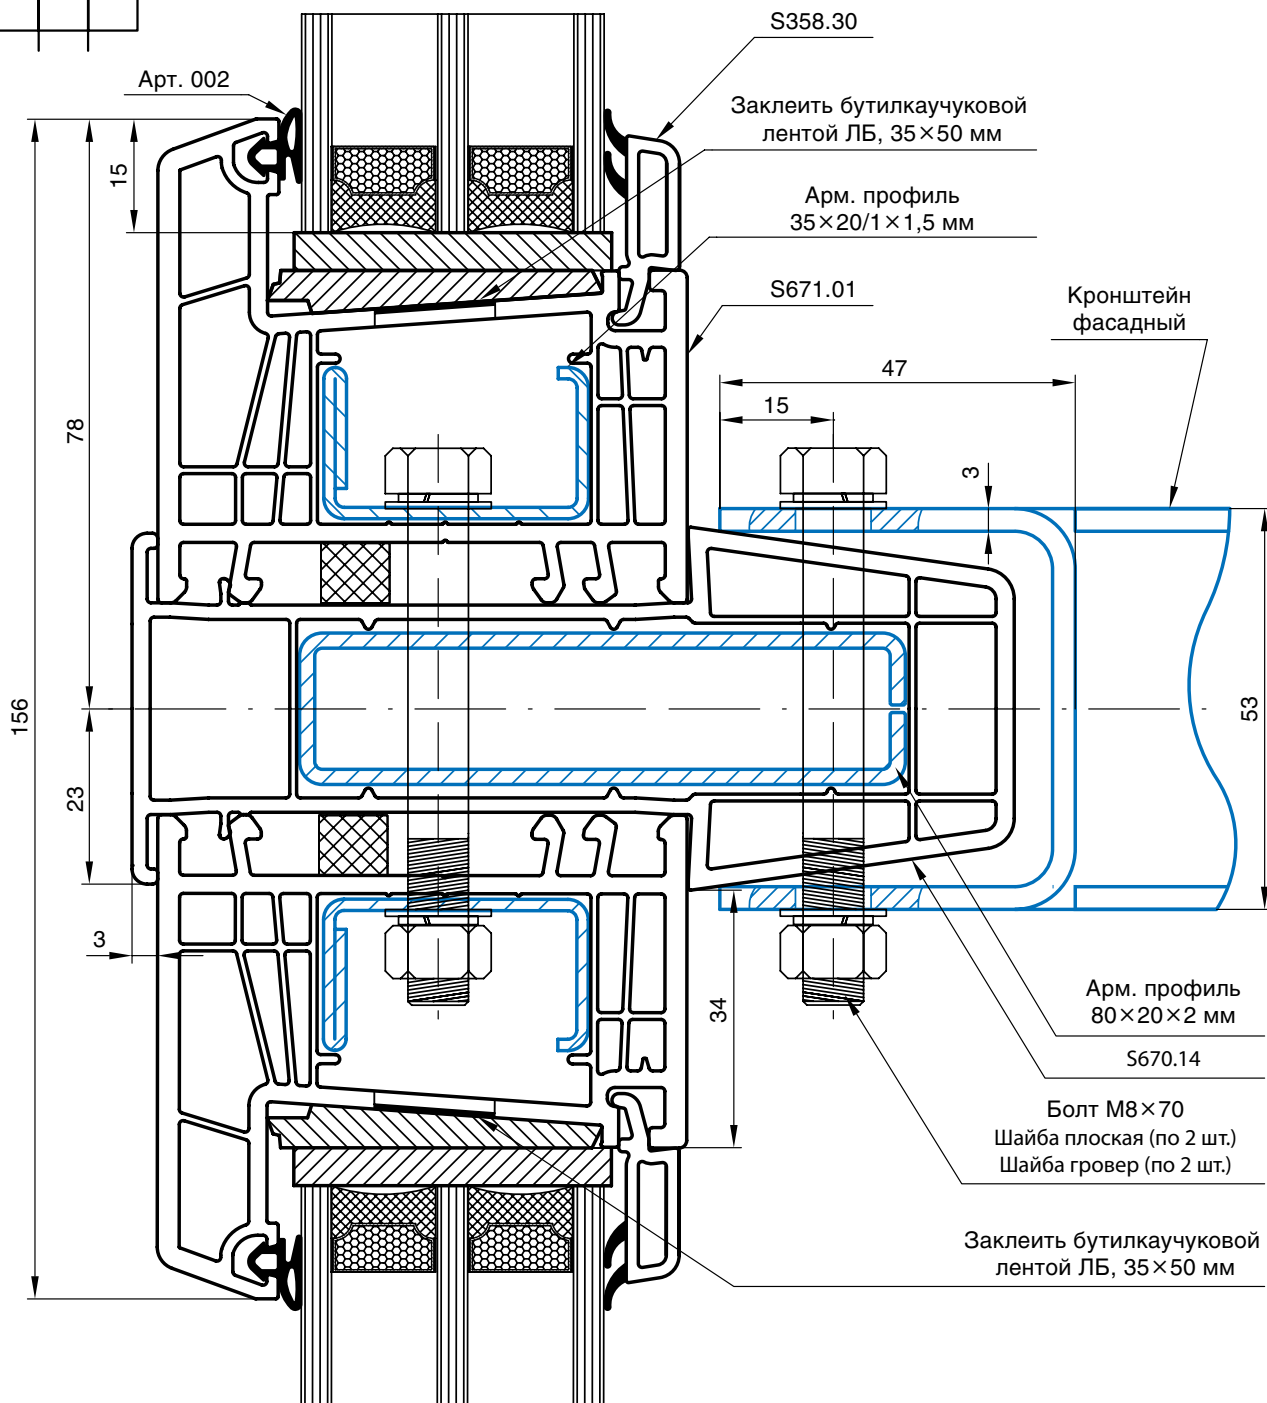 S358.30
Арт. 002
Заклеить бутилкаучуковой
лентой ЛБ, 35×50 мм
15
Арм. профиль
35×20/1×1,5 мм
S671.01
Кронштейн
фасадный
47
15
78
3
156
53
23
3
34
Арм. профиль
80×20×2 мм
S670.14
Болт М8×70
Шайба плоская (по 2 шт.)
Шайба гровер (по 2 шт.)
Заклеить бутилкаучуковой
лентой ЛБ, 35×50 мм